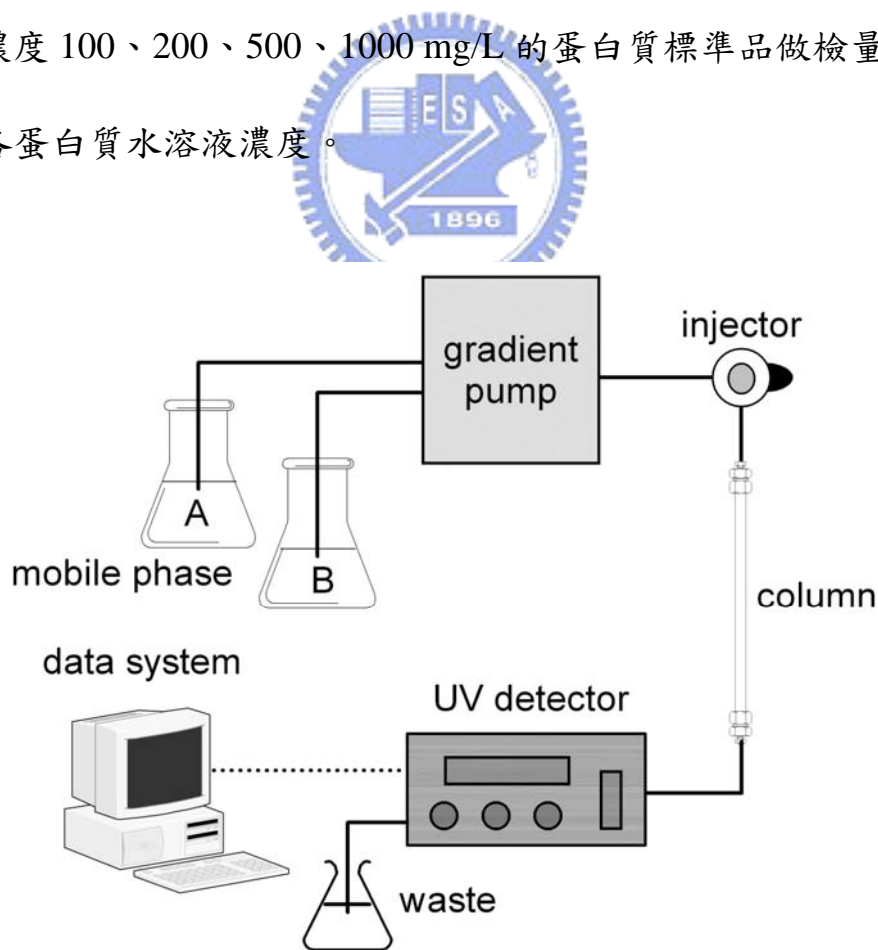 濃度 100、200、500、1000 mg/L 的蛋白質標準品做檢量
各蛋白質水溶液濃度。
E S A
1896
gradient
pump
injector
A
B
mobile phase
column
data system
UV detector
waste